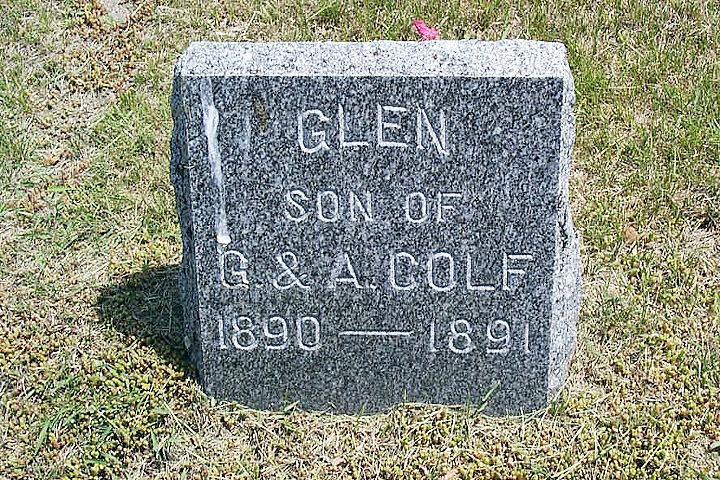 GLEN
SON OF
G. & A. COLF
1890 — 1891